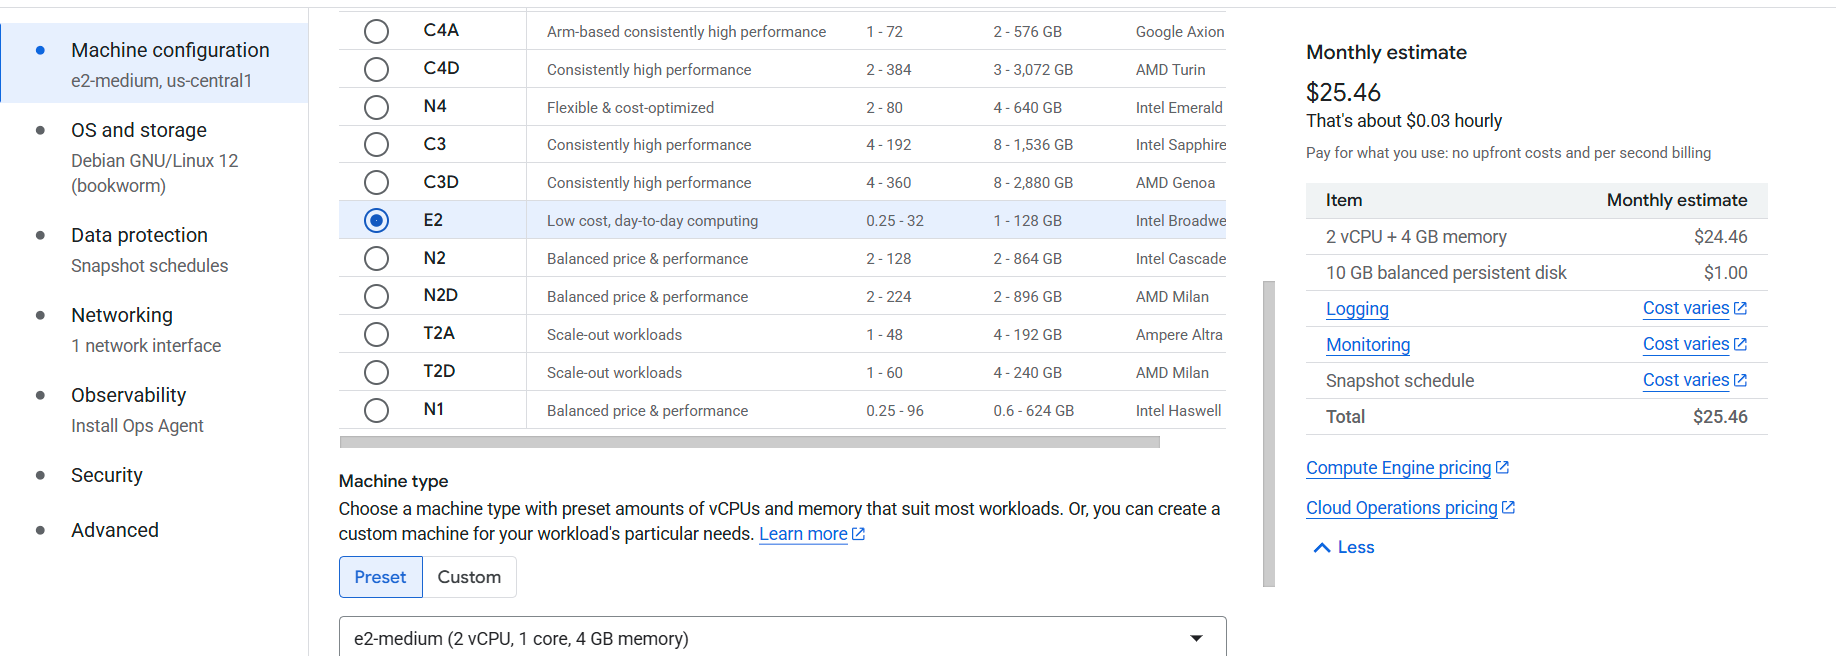 Machine configuration
e2-medium, us-central1
OS and storage
Debian GNU/Linux 12
(bookworm)
Data protection
Snapshot schedules
Networking
1 network interface
Observability
Install Ops Agent
Security
Advanced
C4A Arm-based consistently high performance 1 - 72 2 - 576 GB Google Axion
C4D Consistently high performance 2 - 384 3 - 3,072 GB AMD Turin
N4 Flexible & cost-optimized 2 - 80 4 - 640 GB Intel Emerald
C3 Consistently high performance 4 - 192 8 - 1,536 GB Intel Sapphire
C3D Consistently high performance 4 - 360 8 - 2,880 GB AMD Genoa
E2 Low cost, day-to-day computing 0.25 - 32 1 - 128 GB Intel Broadwe
N2 Balanced price & performance 2 - 128 2 - 864 GB Intel Cascade
N2D Balanced price & performance 2 - 224 2 - 896 GB AMD Milan
T2A Scale-out workloads 1 - 48 4 - 192 GB Ampere Altra
T2D Scale-out workloads 1 - 60 4 - 240 GB AMD Milan
N1 Balanced price & performance 0.25 - 96 0.6 - 624 GB Intel Haswell
Machine type
Choose a machine type with preset amounts of vCPUs and memory that suit most workloads. Or, you can create a
custom machine for your workload's particular needs. Learn more
Preset Custom
e2-medium (2 vCPU, 1 core, 4 GB memory)
Monthly estimate
$25.46
That's about $0.03 hourly
Pay for what you use: no upfront costs and per second billing
Item Monthly estimate
2 vCPU + 4 GB memory $24.46
10 GB balanced persistent disk $1.00
Logging Cost varies
Monitoring Cost varies
Snapshot schedule Cost varies
Total $25.46
Compute Engine pricing
Cloud Operations pricing
Less